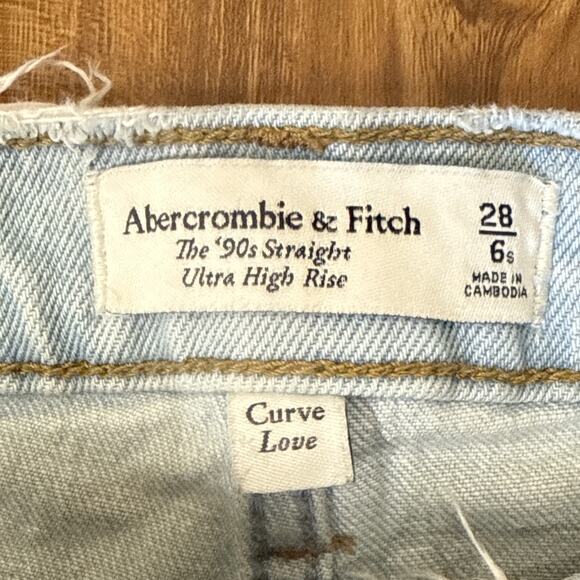 Abercrombie & Fitch
The ‘90s Straight
Ultra High Rise
28
6s
MADE IN
CAMBODIA
Curve
Love